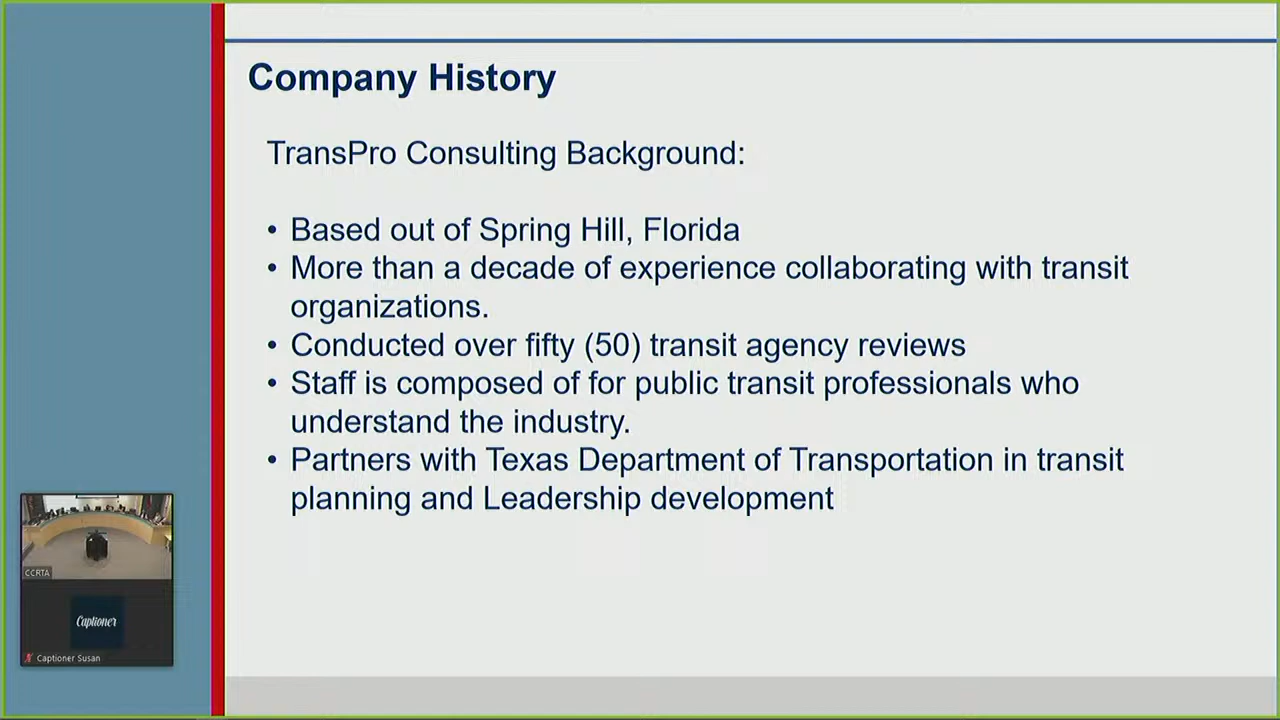 Company History
TransPro Consulting Background:
• Based out of Spring Hill, Florida
• More than a decade of experience collaborating with transit
organizations.
• Conducted over fifty (50) transit agency reviews
• Staff is composed of for public transit professionals who
understand the industry.
• Partners with Texas Department of Transportation in transit
planning and Leadership development
CCRTA
Captioner
Captioner Susan